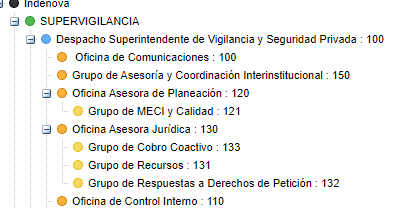 Indenova
SUPERVIGILANCIA
Despacho Superintendente de Vigilancia y Seguridad Privada : 100
Oficina de Comunicaciones : 100
Grupo de Asesoría y Coordinación Interinstitucional : 150
Oficina Asesora de Planeación : 120
Grupo de MECI y Calidad : 121
Oficina Asesora Jurídica : 130
Grupo de Cobro Coactivo : 133
Grupo de Recursos : 131
Grupo de Respuestas a Derechos de Petición : 132
Oficina de Control Interno : 110